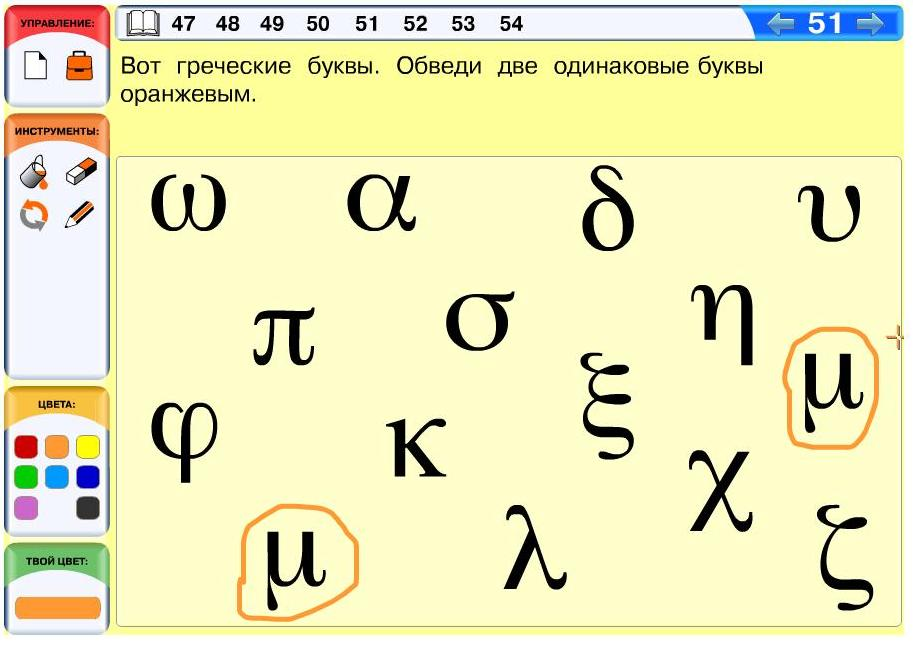 УПРАВЛЕНИЕ:
47 48 49 50 51 52 53 54
51
Вот греческие буквы. Обведи две одинаковые буквы
оранжевым.
ИНСТРУМЕНТЫ:
ω α δ υ
π σ η
ξ μ
φ κ χ
μ λ ζ
ЦВЕТА:
ТВОЙ ЦВЕТ: